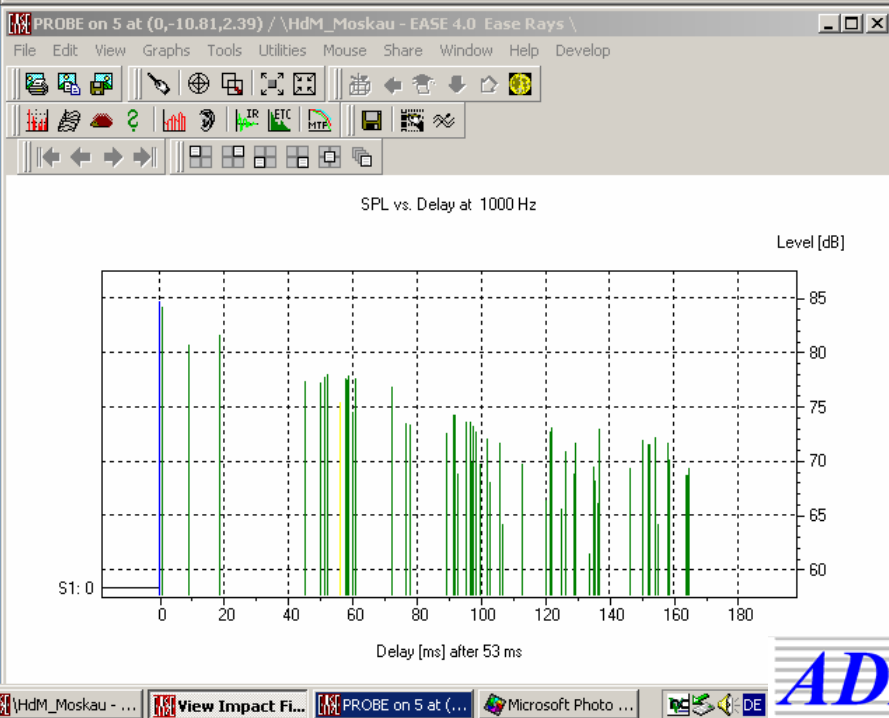 PROBE on 5 at (0,-10.81,2.39) / \HdM_Moskau - EASE 4.0 Ease Rays \
File Edit View Graphs Tools Utilities Mouse Share Window Help Develop
IR ETC MTF
SPL vs. Delay at 1000 Hz
Level [dB]
85
80
75
70
65
60
S1: 0
0 20 40 60 80 100 120 140 160 180
Delay [ms] after 53 ms
AD
\HdM_Moskau - ... View Impact Fi... PROBE on 5 at (... Microsoft Photo ... DE